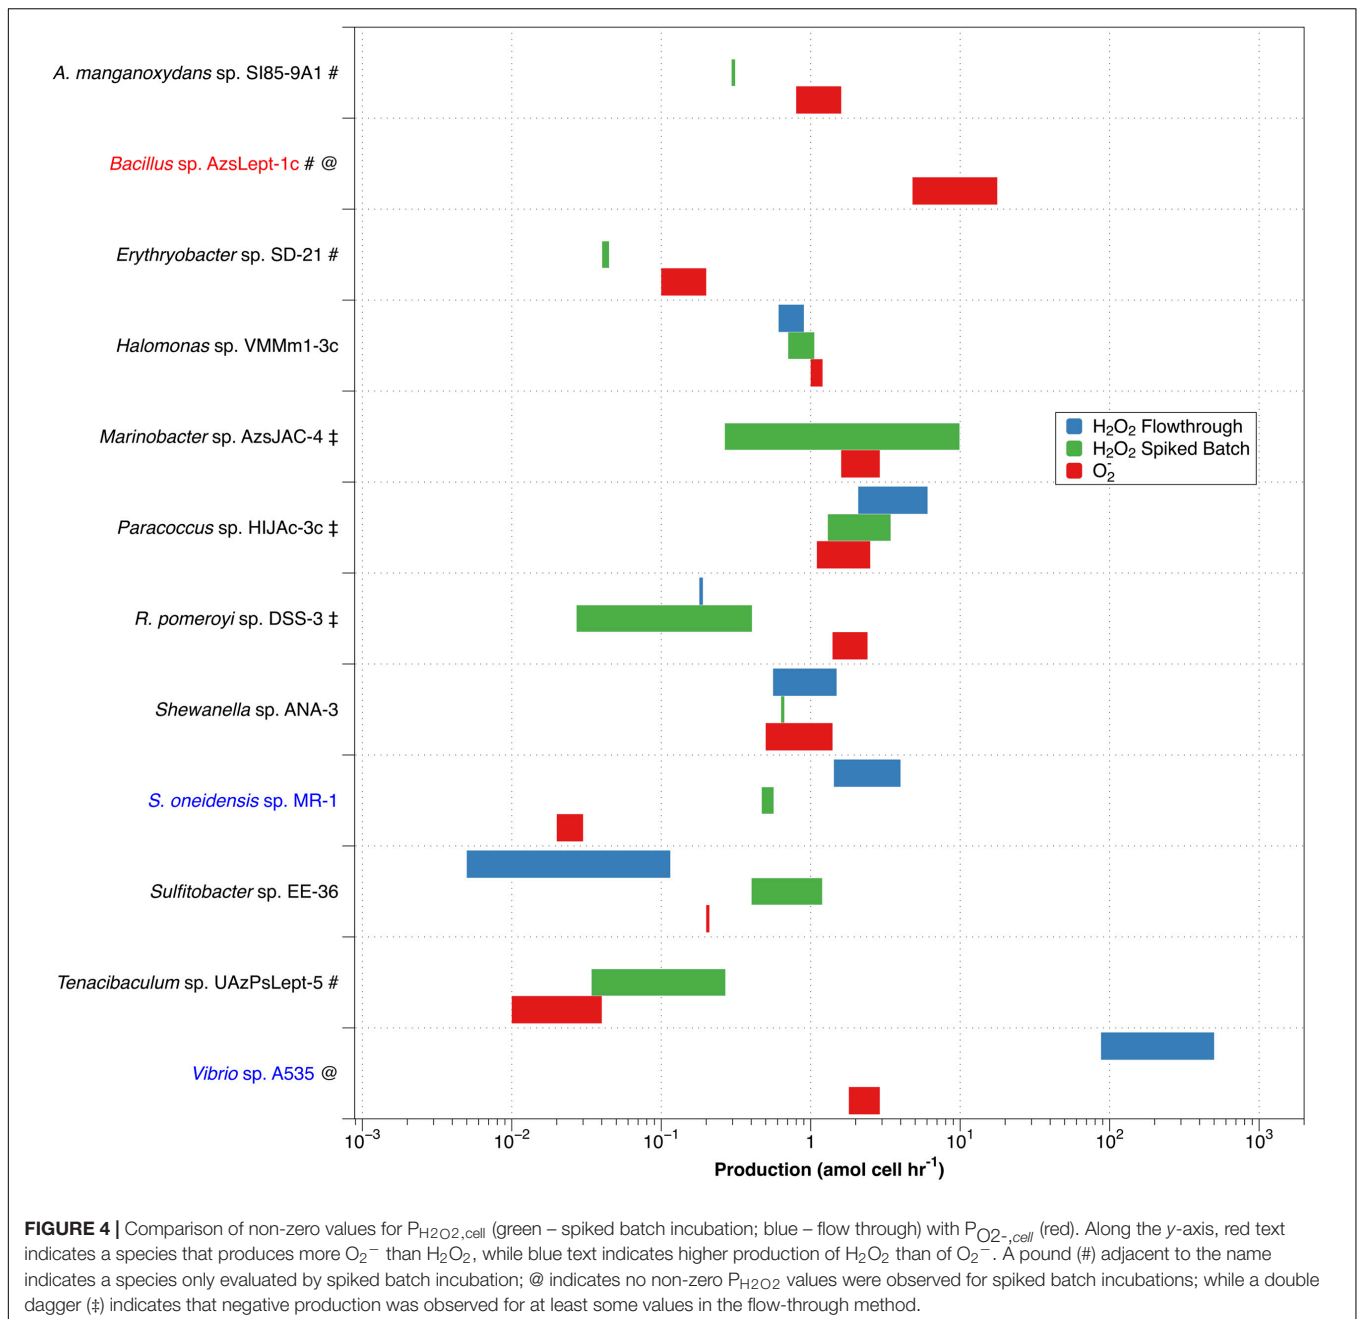 A. manganoxydans sp. SI85-9A1 #
Bacillus sp. AzsLept-1c # @
Erythryobacter sp. SD-21 #
Halomonas sp. VMMm1-3c
Marinobacter sp. AzsJAC-4 ‡
H₂O₂ Flowthrough
H₂O₂ Spiked Batch
O₂⁻
Paracoccus sp. HIJAc-3c ‡
R. pomeroyi sp. DSS-3 ‡
Shewanella sp. ANA-3
S. oneidensis sp. MR-1
Sulfitobacter sp. EE-36
Tenacibaculum sp. UAzPsLept-5 #
Vibrio sp. A535 @
10⁻³ 10⁻² 10⁻¹ 1 10¹ 10² 10³
Production (amol cell hr⁻¹)
FIGURE 4 | Comparison of non-zero values for P_H2O2,cell (green – spiked batch incubation; blue – flow through) with P_O2-,cell (red). Along the y-axis, red text
indicates a species that produces more O₂⁻ than H₂O₂, while blue text indicates higher production of H₂O₂ than of O₂⁻. A pound (#) adjacent to the name
indicates a species only evaluated by spiked batch incubation; @ indicates no non-zero P_H2O2 values were observed for spiked batch incubations; while a double
dagger (‡) indicates that negative production was observed for at least some values in the flow-through method.